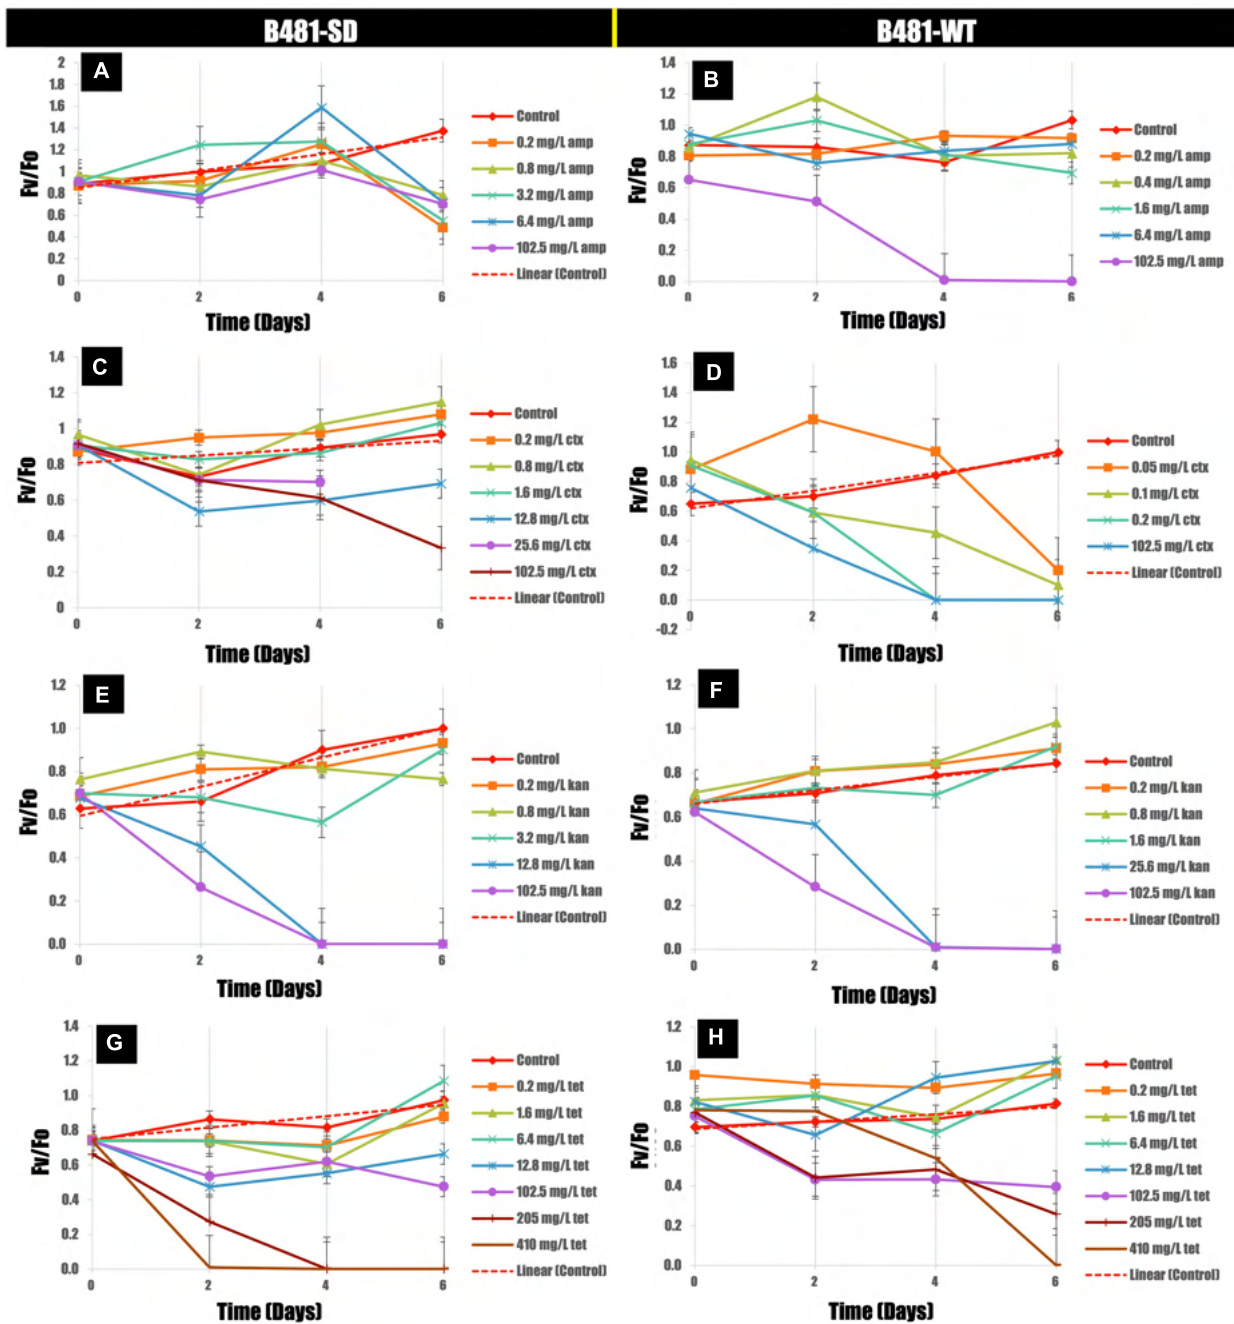 B481-SD
B481-WT
A
Fv/Fo
2
1.8
1.6
1.4
1.2
1
0.8
0.6
0.4
0.2
0
0 2 4 6
Time (Days)
Control
0.2 mg/L amp
0.8 mg/L amp
3.2 mg/L amp
6.4 mg/L amp
102.5 mg/L amp
Linear (Control)
B
Fv/Fo
1.4
1.2
1.0
0.8
0.6
0.4
0.2
0.0
0 2 4 6
Time (Days)
Control
0.2 mg/L amp
0.4 mg/L amp
1.6 mg/L amp
6.4 mg/L amp
102.5 mg/L amp
C
Fv/Fo
1.4
1.2
1
0.8
0.6
0.4
0.2
0
0 2 4 6
Time (Days)
Control
0.2 mg/L ctx
0.8 mg/L ctx
1.6 mg/L ctx
12.8 mg/L ctx
25.6 mg/L ctx
102.5 mg/L ctx
Linear (Control)
D
Fv/Fo
1.6
1.4
1.2
1.0
0.8
0.6
0.4
0.2
0.0
-0.2
0 2 4 6
Time (Days)
Control
0.05 mg/L ctx
0.1 mg/L ctx
0.2 mg/L ctx
102.5 mg/L ctx
Linear (Control)
E
Fv/Fo
1.2
1.0
0.8
0.6
0.4
0.2
0.0
0 2 4 6
Time (Days)
Control
0.2 mg/L kan
0.8 mg/L kan
3.2 mg/L kan
12.8 mg/L kan
102.5 mg/L kan
Linear (Control)
F
Fv/Fo
1.2
1.0
0.8
0.6
0.4
0.2
0.0
0 2 4 6
Time (Days)
Control
0.2 mg/L kan
0.8 mg/L kan
1.6 mg/L kan
25.6 mg/L kan
102.5 mg/L kan
Linear (Control)
G
Fv/Fo
1.4
1.2
1.0
0.8
0.6
0.4
0.2
0.0
0 2 4 6
Time (Days)
Control
0.2 mg/L tet
1.6 mg/L tet
6.4 mg/L tet
12.8 mg/L tet
102.5 mg/L tet
205 mg/L tet
410 mg/L tet
Linear (Control)
H
Fv/Fo
1.2
1.0
0.8
0.6
0.4
0.2
0.0
0 2 4 6
Time (Days)
Control
0.2 mg/L tet
1.6 mg/L tet
6.4 mg/L tet
12.8 mg/L tet
102.5 mg/L tet
205 mg/L tet
410 mg/L tet
Linear (Control)